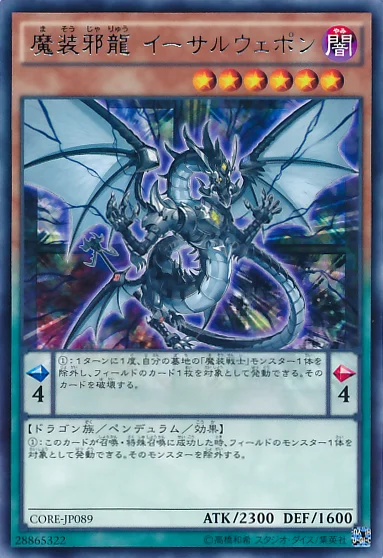 魔装邪龍 イーサルウェポン
闇
①:1ターンに1度、自分の墓地の「魔装戦士」モンスター1体を
除外し、フィールドのカード1枚を対象として発動できる。その
カードを破壊する。
4
4
【ドラゴン族/ペンデュラム/効果】
①:このカードが召喚・特殊召喚に成功した時、フィールドのモンスター1体を
対象として発動できる。そのモンスターを除外する。
CORE-JP089
ATK/2300 DEF/1600
28865322
©高橋和希 スタジオ・ダイス/集英社